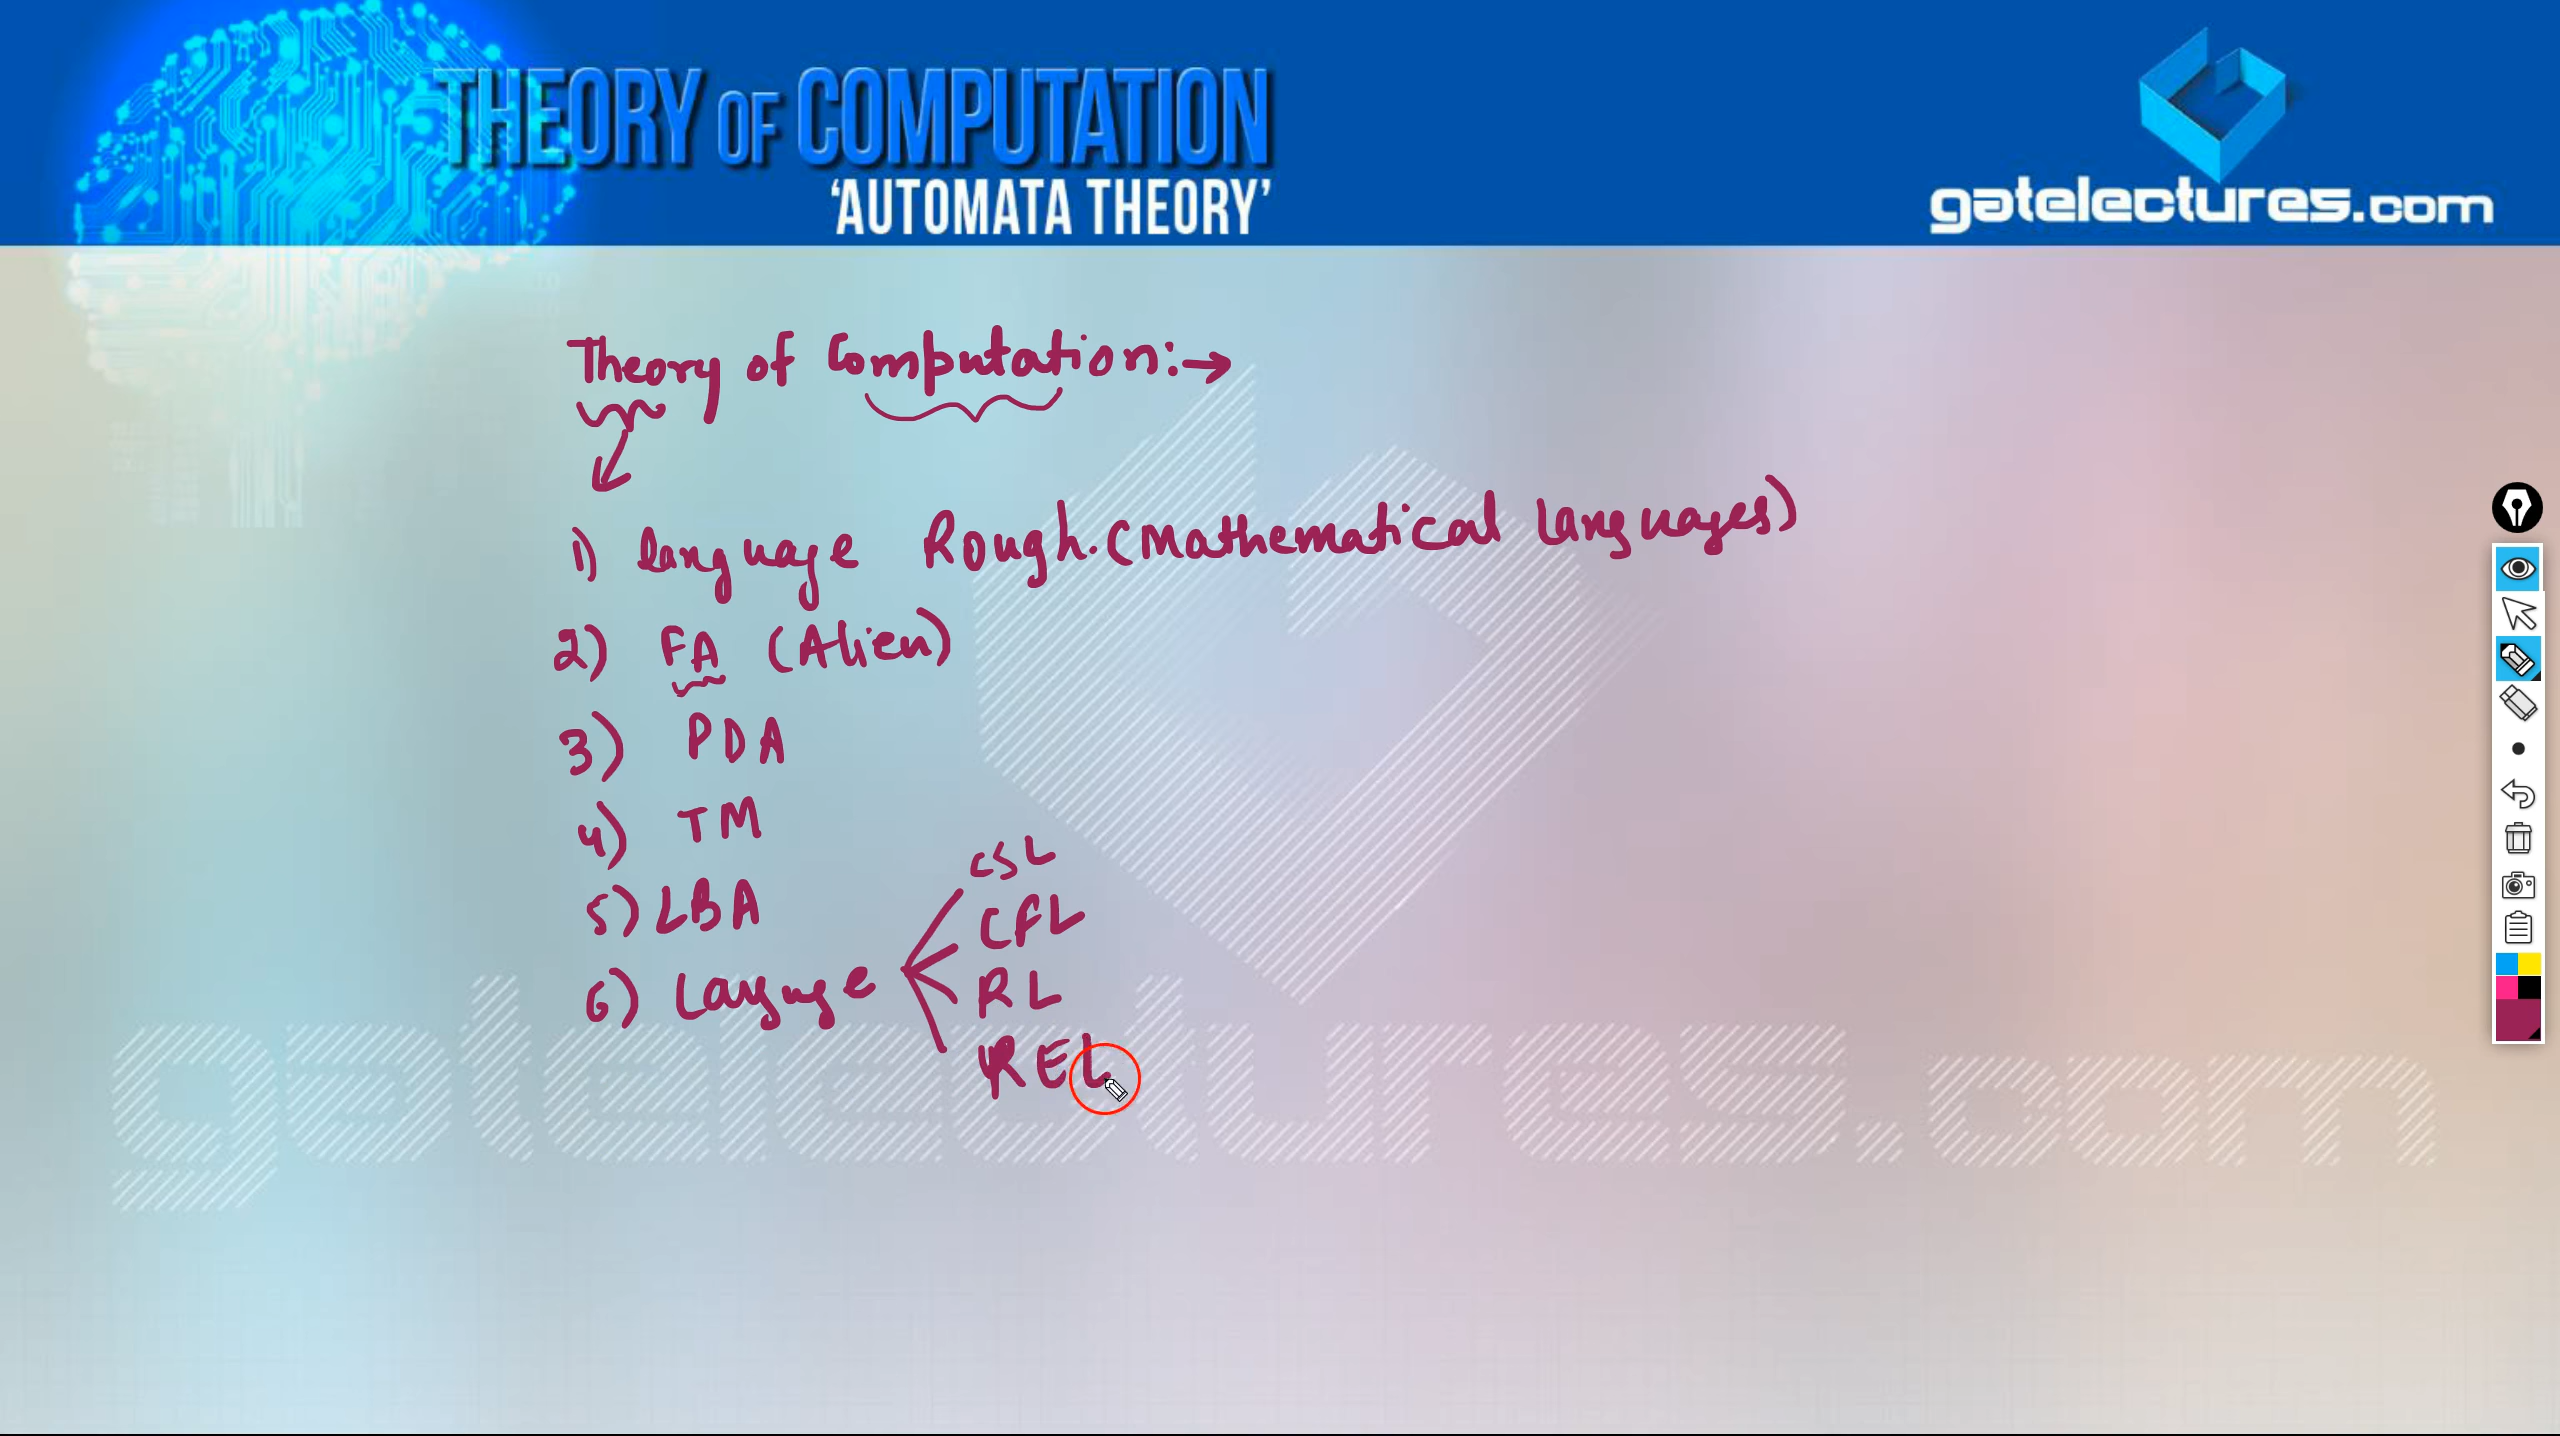 THEORY OF COMPUTATION
‘AUTOMATA THEORY’
gatelectures.com
Theory of Computation:→
1) language Rough. (Mathematical languages)
2) FA (Alien)
3) PDA
4) TM
5) LBA
6) Language
CSL
CFL
RL
REL
gatelectures.com